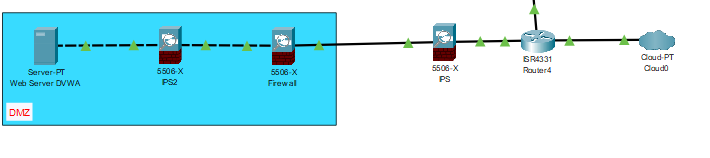 Server-PT
Web Server DVWA
5506-X
IPS2
5506-X
Firewall
5506-X
IPS
ISR4331
Router4
Cloud-PT
Cloud0
DMZ